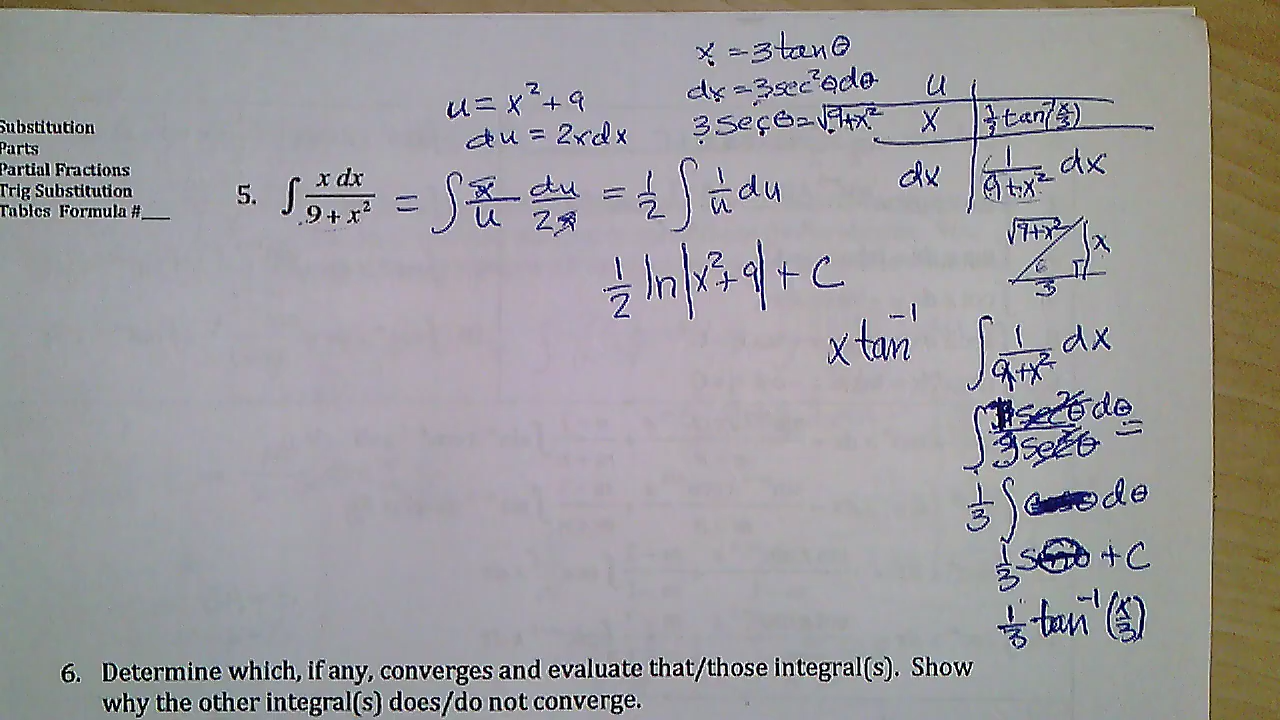 x = 3tanθ
dx = 3sec²θdθ
3secθ = √9+x²
u = x² + 9
du = 2xdx
u
x | 1/3 tan⁻¹(x/3)
dx | 1/(9+x²) dx
Substitution
Parts
Partial Fractions
Trig Substitution
Tables Formula #__
5. ∫ x dx/(9 + x²) = ∫ x/u du/2x = 1/2 ∫ 1/u du
1/2 ln|x²+9| + C
√9+x²
x
3
x tan⁻¹
∫ 1/(9+x²) dx
∫ sec²θ dθ/sec²θ =
1/3 ∫ dθ
1/3 + C
1/3 tan⁻¹(x/3)
6. Determine which, if any, converges and evaluate that/those integral(s). Show
why the other integral(s) does/do not converge.